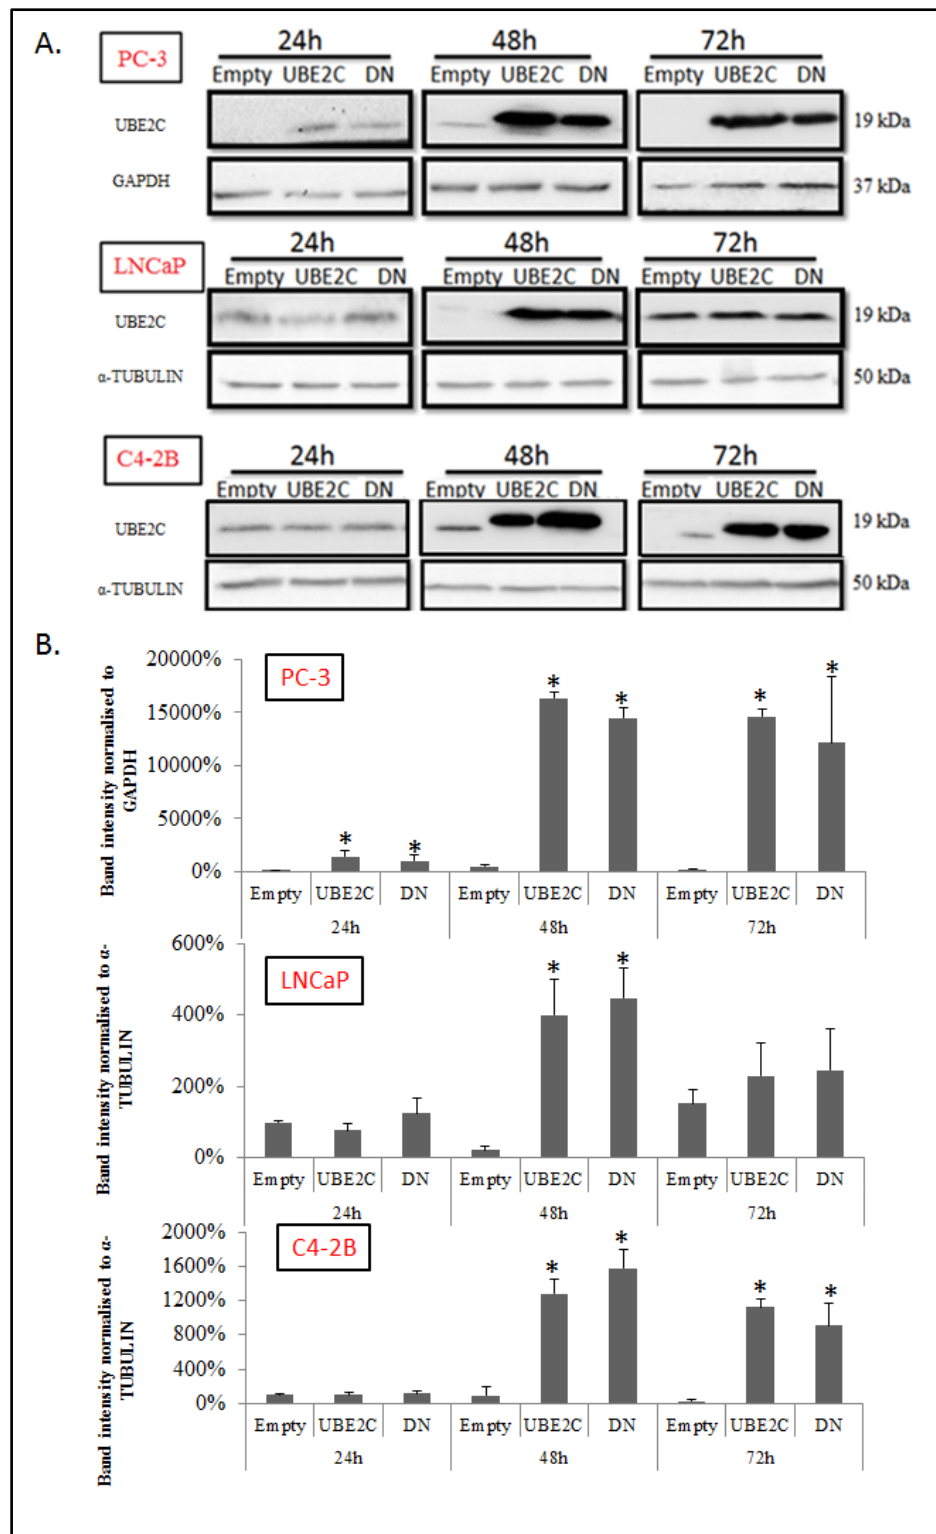 A.
PC-3
24h 48h 72h
Empty UBE2C DN Empty UBE2C DN Empty UBE2C DN
UBE2C 19 kDa
GAPDH 37 kDa
LNCaP
24h 48h 72h
Empty UBE2C DN Empty UBE2C DN Empty UBE2C DN
UBE2C 19 kDa
α-TUBULIN 50 kDa
C4-2B
24h 48h 72h
Empty UBE2C DN Empty UBE2C DN Empty UBE2C DN
UBE2C 19 kDa
α-TUBULIN 50 kDa
B.
Band intensity normalised to
GAPDH
PC-3
20000%
15000%
10000%
5000%
0%
* * * * * *
Empty UBE2C DN Empty UBE2C DN Empty UBE2C DN
24h 48h 72h
Band intensity normalised to α-
TUBULIN
LNCaP
600%
400%
200%
0%
* *
Empty UBE2C DN Empty UBE2C DN Empty UBE2C DN
24h 48h 72h
Band intensity normalised to α-
TUBULIN
C4-2B
2000%
1600%
1200%
800%
400%
0%
* * * *
Empty UBE2C DN Empty UBE2C DN Empty UBE2C DN
24h 48h 72h